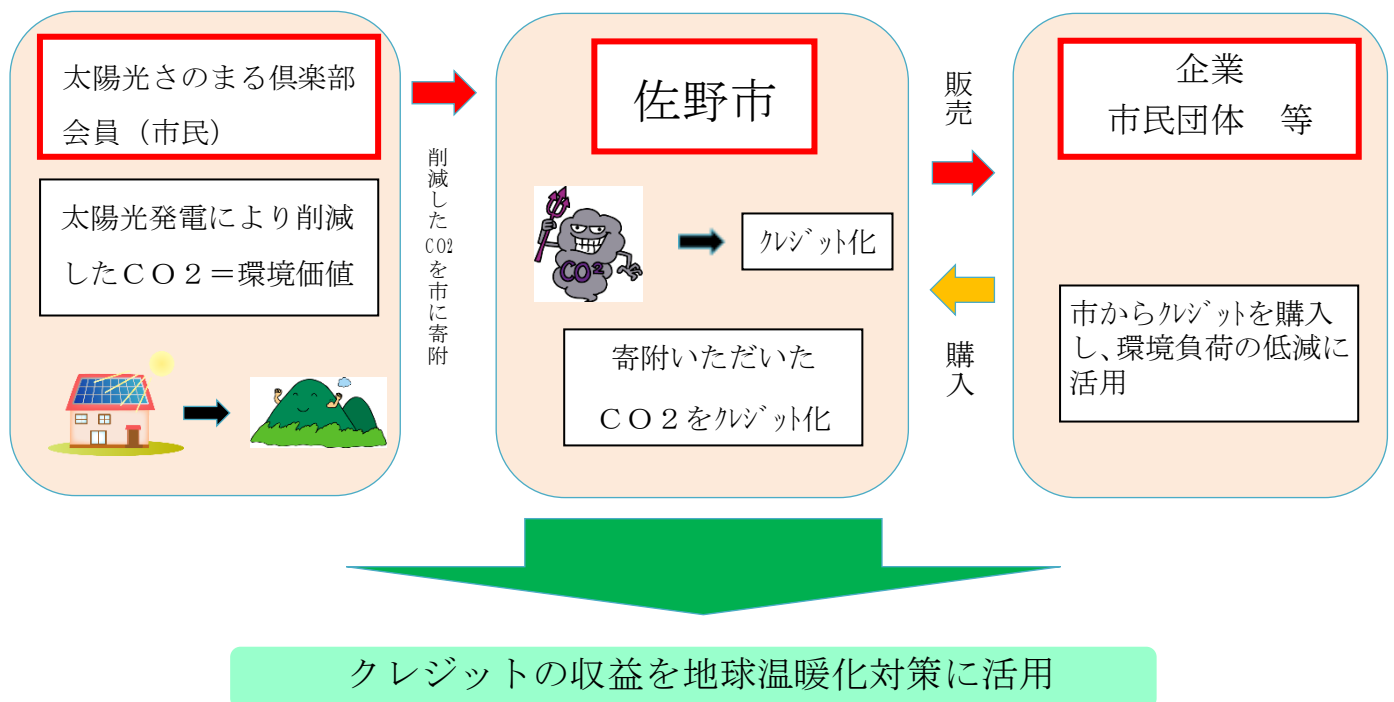 太陽光さのまる倶楽部
会員（市民）
太陽光発電により削減
したＣＯ２＝環境価値
削減したCO2を市に寄附
佐野市
CO²
ｸﾚｼﾞｯﾄ化
寄附いただいた
ＣＯ２をｸﾚｼﾞｯﾄ化
販売
購入
企業
市民団体　等
市からｸﾚｼﾞｯﾄを購入
し、環境負荷の低減に
活用
クレジットの収益を地球温暖化対策に活用